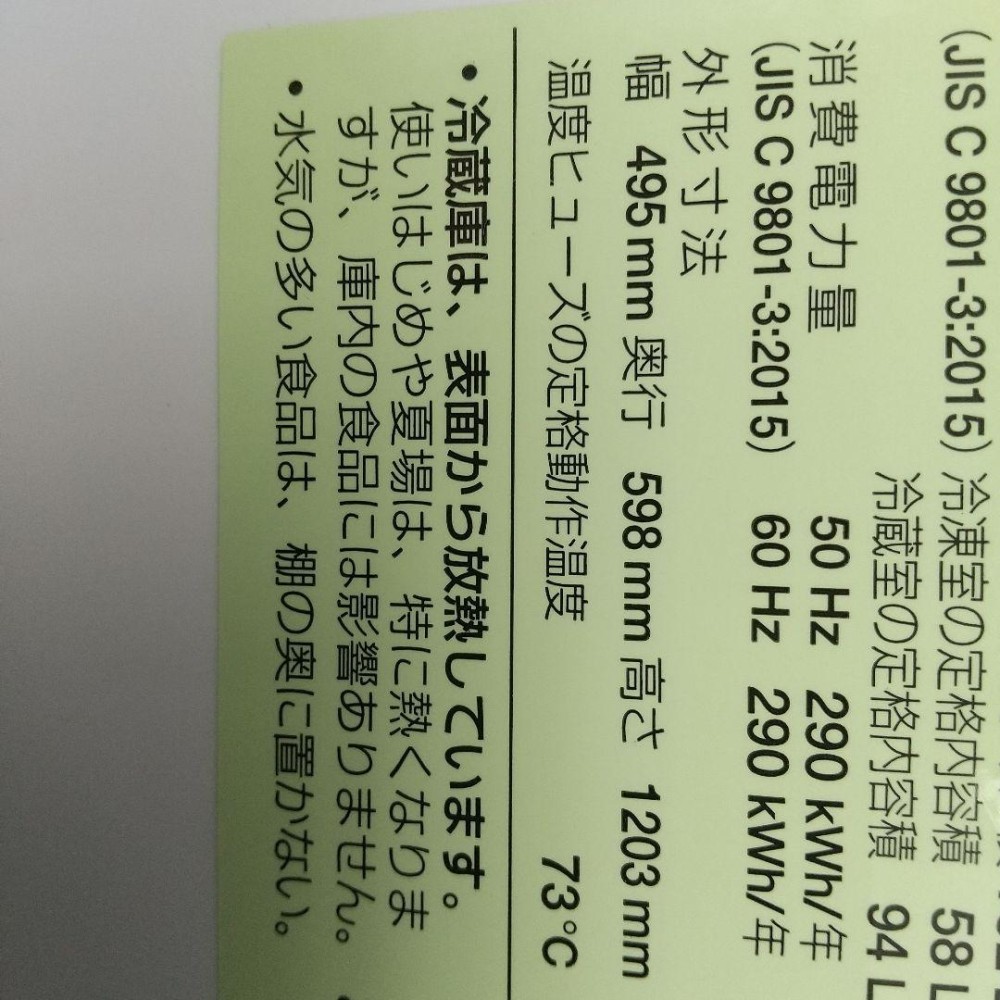 (JIS C 9801-3:2015) 冷凍室の定格内容積 58 L
冷蔵室の定格内容積 94 L
消費電力量 50 Hz 290 kWh/年
(JIS C 9801-3:2015) 60 Hz 290 kWh/年
外形寸法
幅 495 mm 奥行 598 mm 高さ 1203 mm
温度ヒューズの定格動作温度 73°C
• 冷蔵庫は、表面から放熱しています。
使いはじめや夏場は、特に熱くなりま
すが、庫内の食品には影響ありません。
• 水気の多い食品は、棚の奥に置かない。